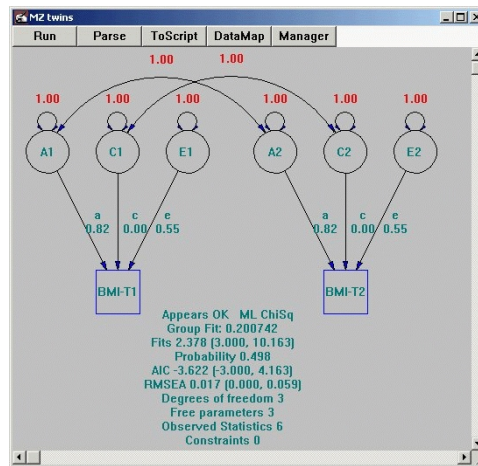 MZ twins
Run Parse ToScript DataMap Manager
1.00 1.00
1.00 1.00 1.00 1.00 1.00 1.00
A1 C1 E1 A2 C2 E2
a c e a c e
0.82 0.00 0.55 0.82 0.00 0.55
BMI-T1 BMI-T2
Appears OK ML ChiSq
Group Fit: 0.200742
Fits 2.378 (3.000, 10.163)
Probability 0.498
AIC -3.622 (-3.000, 4.163)
RMSEA 0.017 (0.000, 0.059)
Degrees of freedom 3
Free parameters 3
Observed Statistics 6
Constraints 0